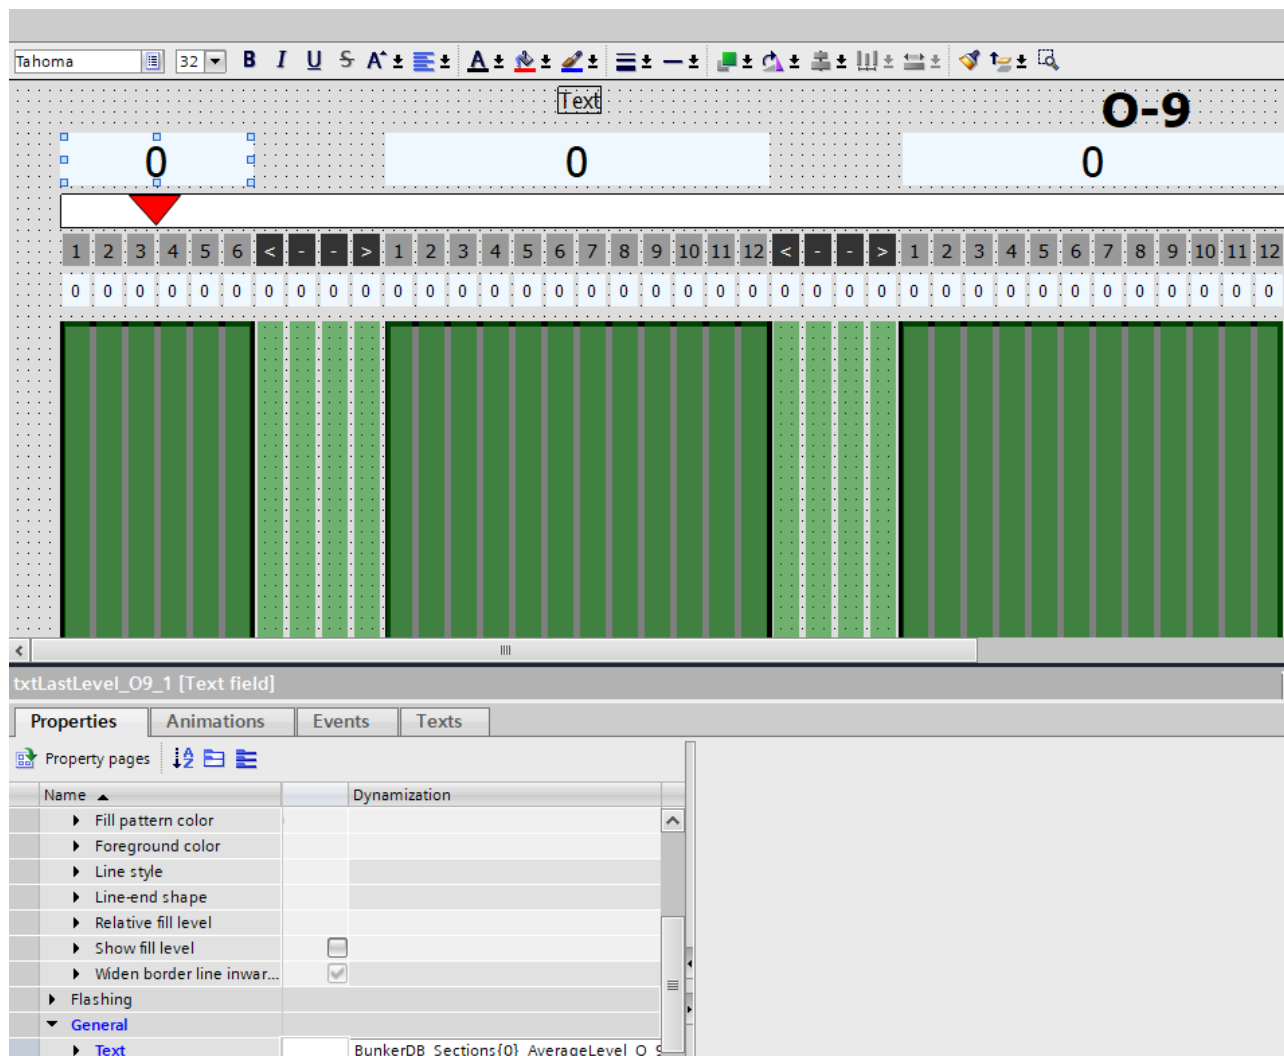 Tahoma 32 B I U S A A
Text
O-9
0 0 0
1 2 3 4 5 6 < - - > 1 2 3 4 5 6 7 8 9 10 11 12 < - - > 1 2 3 4 5 6 7 8 9 10 11 12
0 0 0 0 0 0 0 0 0 0 0 0 0 0 0 0 0 0 0 0 0 0 0 0 0 0 0 0 0 0 0 0 0 0 0 0 0 0
txtLastLevel_O9_1 [Text field]
Properties Animations Events Texts
Property pages
Name Dynamization
Fill pattern color
Foreground color
Line style
Line-end shape
Relative fill level
Show fill level
Widen border line inwar...
Flashing
General
Text BunkerDB_Sections{0}_AverageLevel_O_9